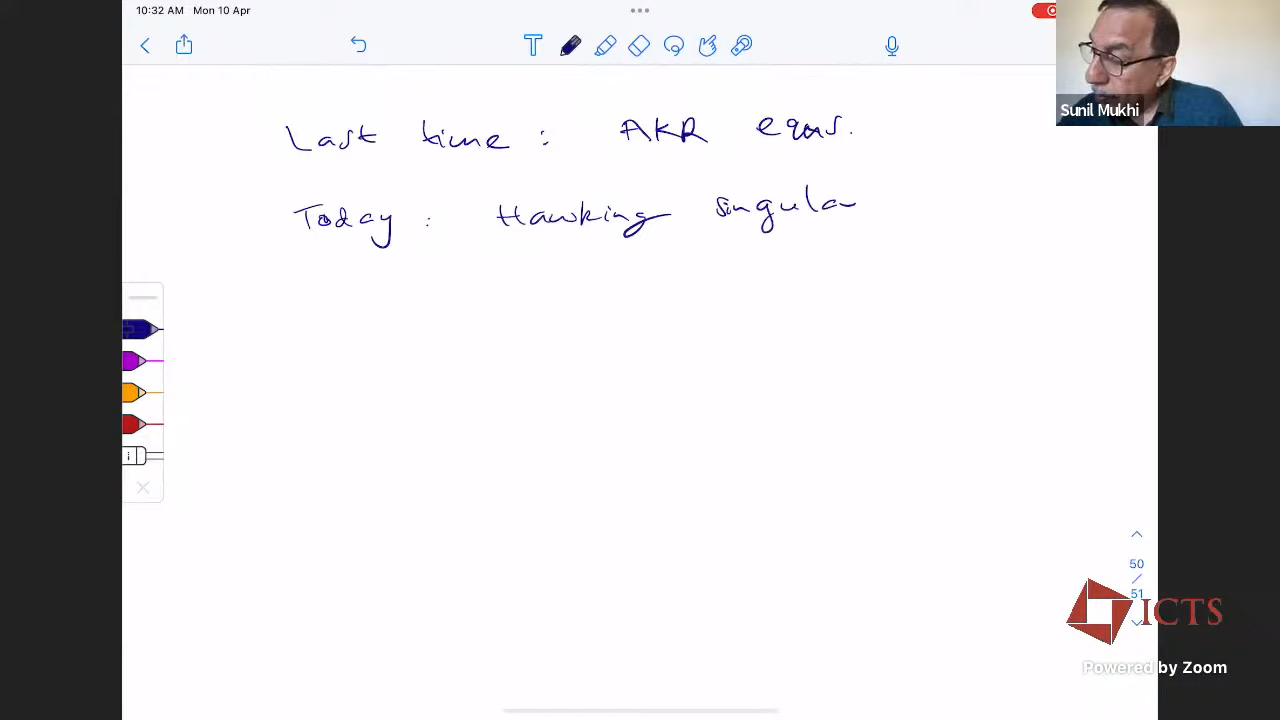 10:32 AM Mon 10 Apr
Sunil Mukhi
Last time : AKR eqns.
Today : Hawking singula
50
/
51
ICTS
Powered by Zoom